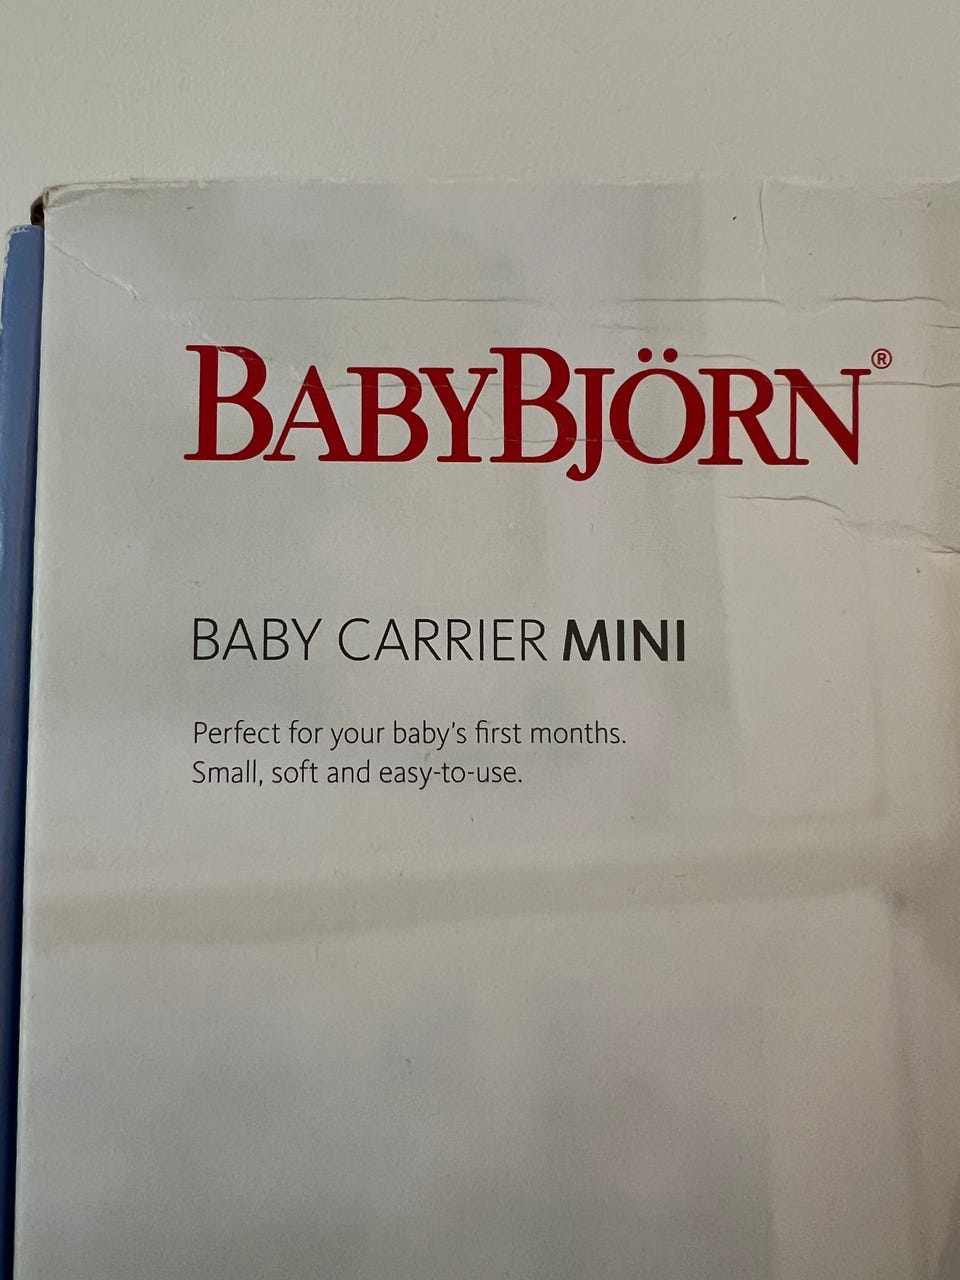 BABYBJÖRN®
BABY CARRIER MINI
Perfect for your baby's first months.
Small, soft and easy-to-use.